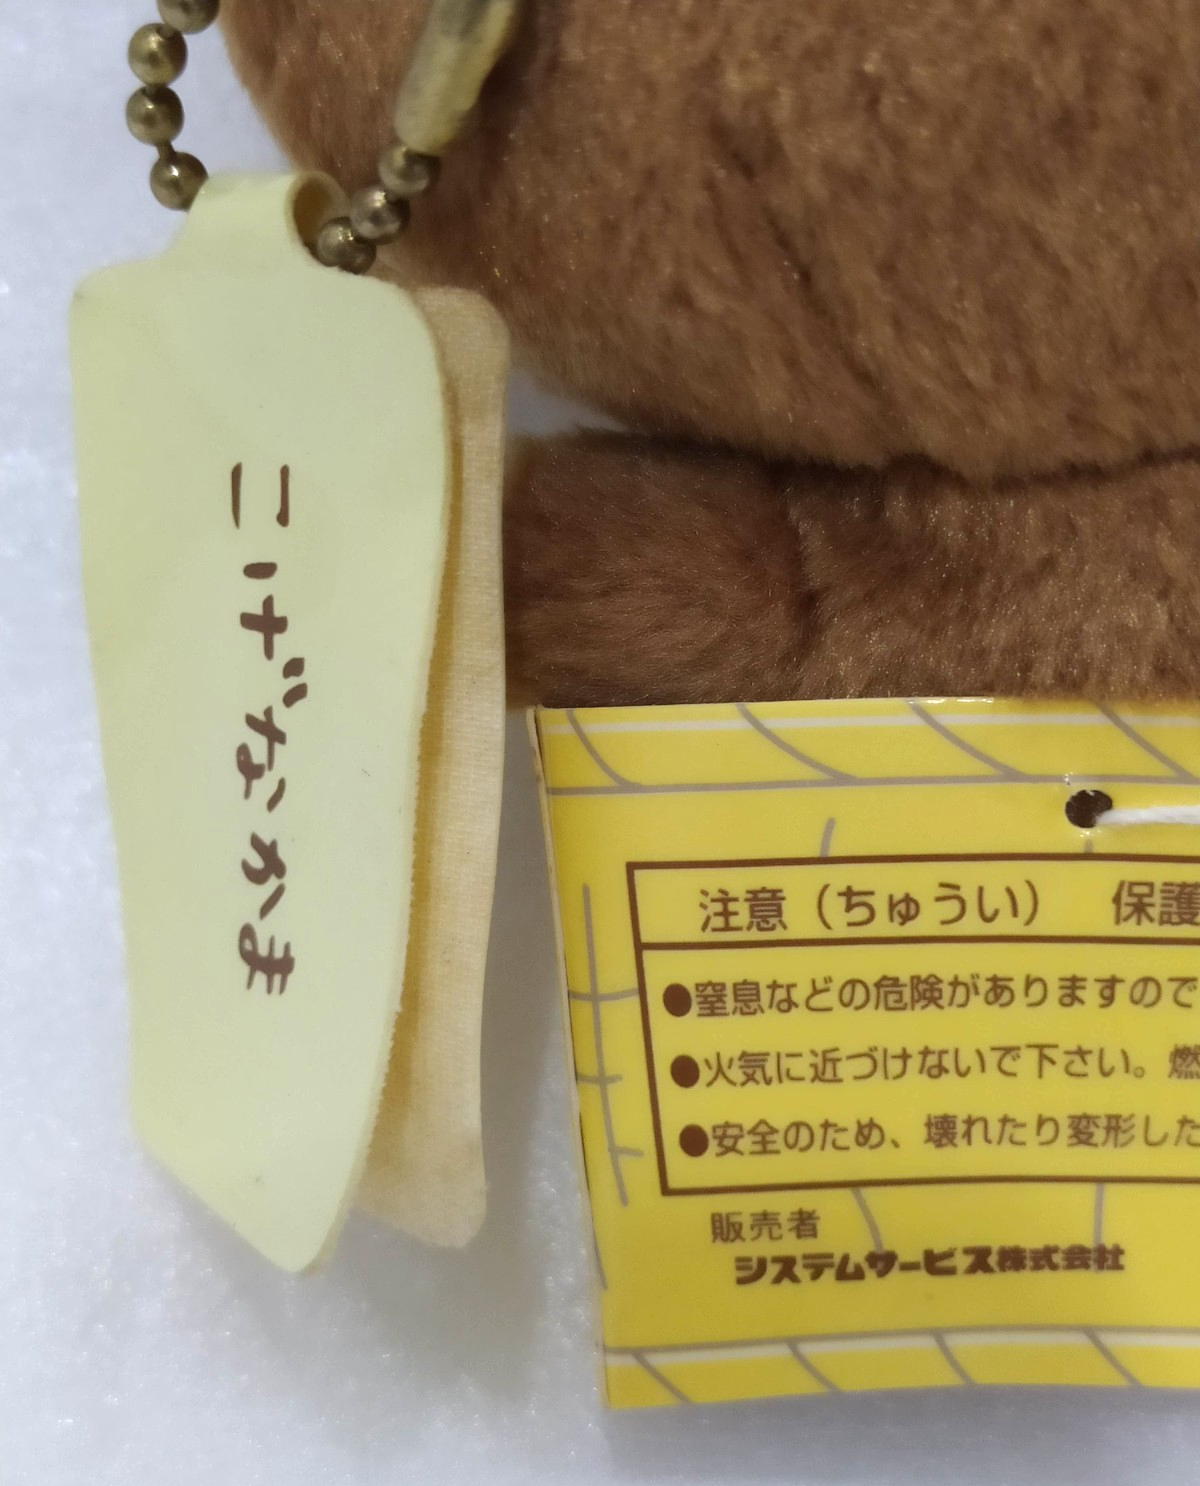 こげなかま
注意（ちゅうい）　保護
●窒息などの危険がありますので
●火気に近づけないで下さい。燃
●安全のため、壊れたり変形した
販売者
システムサービス株式会社